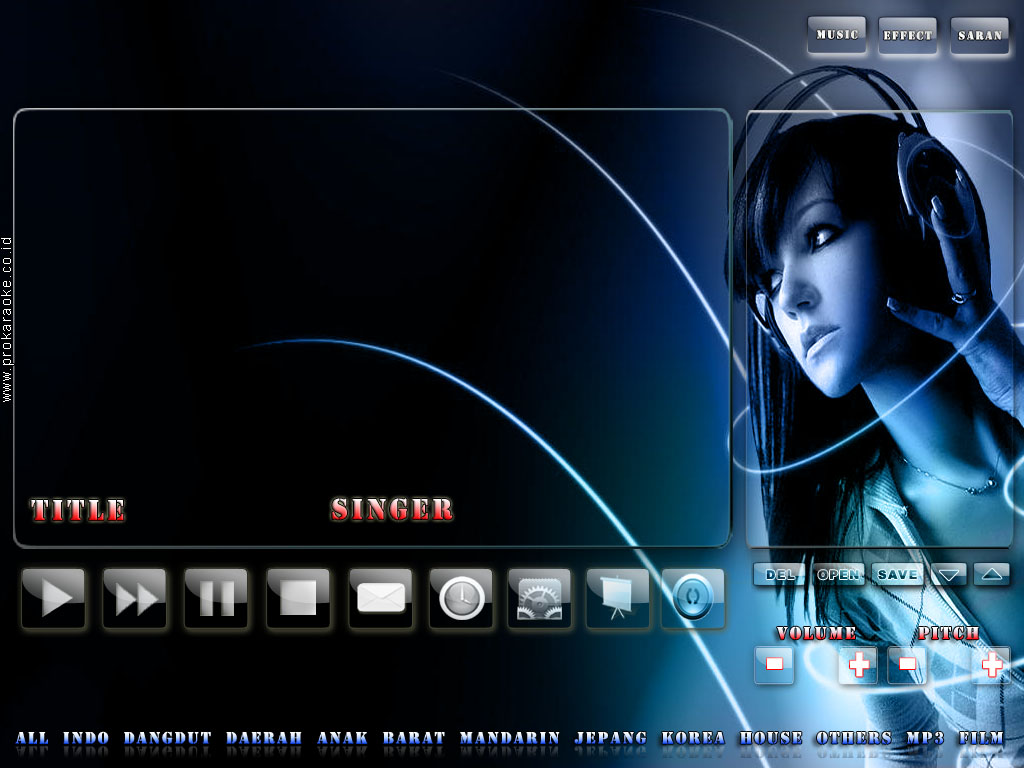 MUSIC EFFECT SARAN
www.prokaraoke.co.id
TITLE SINGER
DEL OPEN SAVE
VOLUME PITCH
ALL INDO DANGDUT DAERAH ANAK BARAT MANDARIN JEPANG KOREA HOUSE OTHERS MP3 FILM